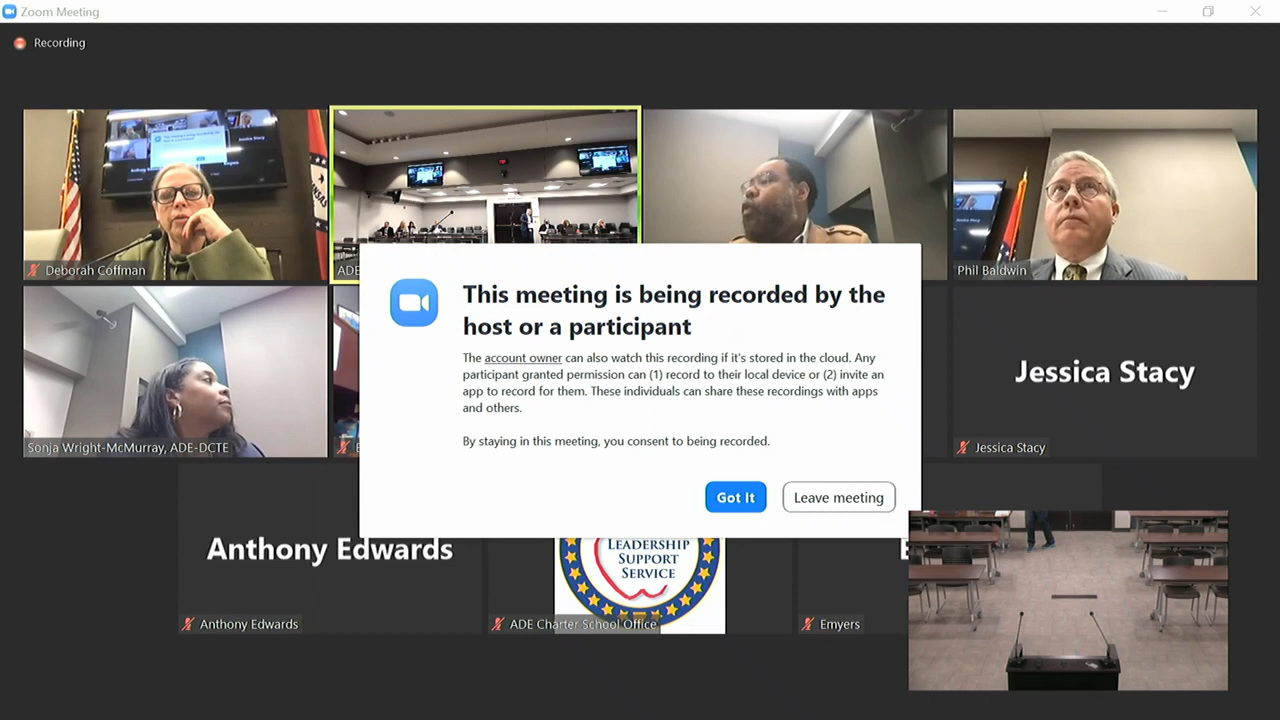 Zoom Meeting
Recording
Deborah Coffman
ADE
Phil Baldwin
This meeting is being recorded by the
host or a participant
The account owner can also watch this recording if it's stored in the cloud. Any
participant granted permission can (1) record to their local device or (2) invite an
app to record for them. These individuals can share these recordings with apps
and others.
By staying in this meeting, you consent to being recorded.
Got It
Leave meeting
Sonja Wright-McMurray, ADE-DCTE
Jessica Stacy
Jessica Stacy
Anthony Edwards
LEADERSHIP
SUPPORT
SERVICE
Anthony Edwards
ADE Charter School Office
Emyers